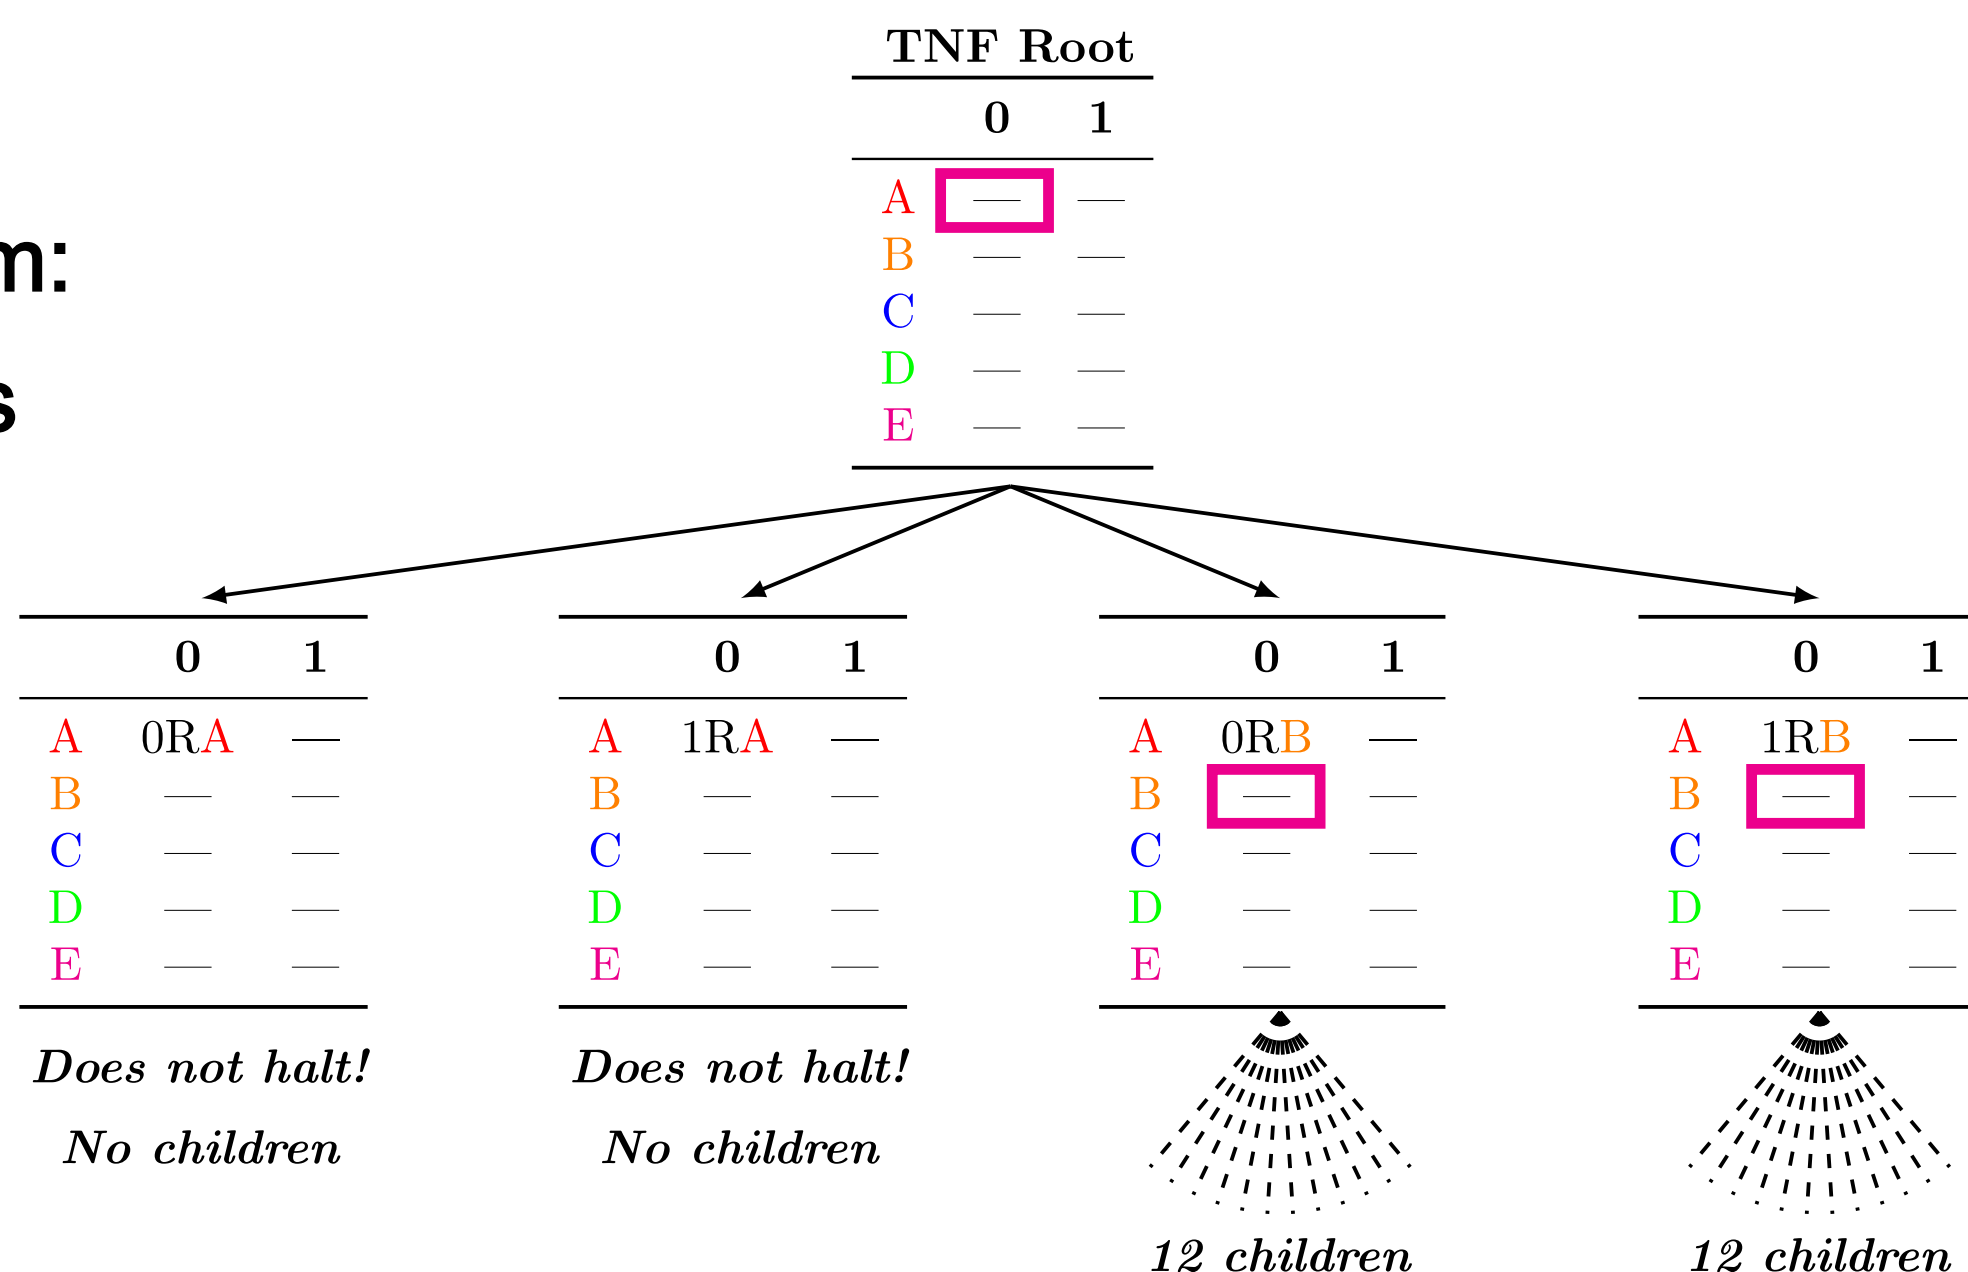 TNF Root
0 1
A — —
B — —
m:
C — —
D — —
s
E — —
0 1 0 1 0 1 0 1
A 0RA — A 1RA — A 0RB — A 1RB —
B — — B — — B — — B — —
C — — C — — C — — C — —
D — — D — — D — — D — —
E — — E — — E — — E — —
Does not halt! Does not halt!
No children No children
12 children 12 children